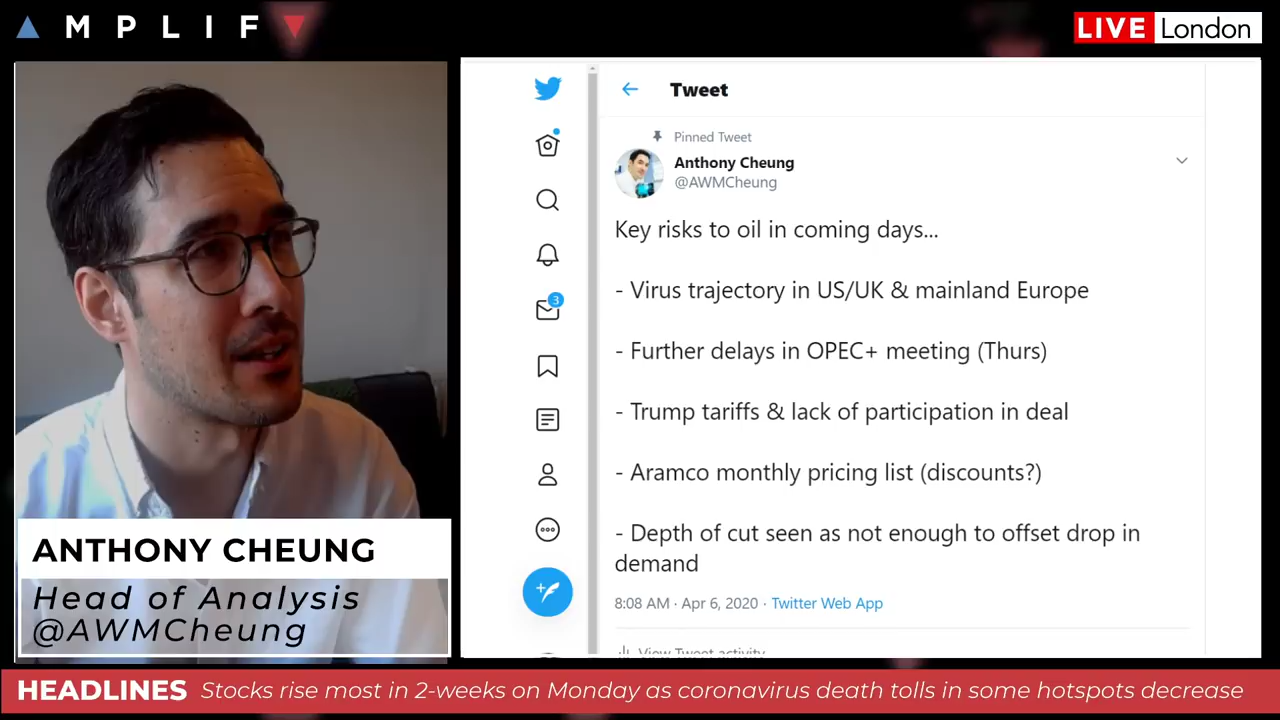 MPLIF
LIVE London
Tweet
Pinned Tweet
Anthony Cheung
@AWMCheung
Key risks to oil in coming days...
- Virus trajectory in US/UK & mainland Europe
- Further delays in OPEC+ meeting (Thurs)
- Trump tariffs & lack of participation in deal
- Aramco monthly pricing list (discounts?)
- Depth of cut seen as not enough to offset drop in
demand
8:08 AM · Apr 6, 2020 · Twitter Web App
View Tweet activity
3
ANTHONY CHEUNG
Head of Analysis
@AWMCheung
HEADLINES Stocks rise most in 2-weeks on Monday as coronavirus death tolls in some hotspots decrease